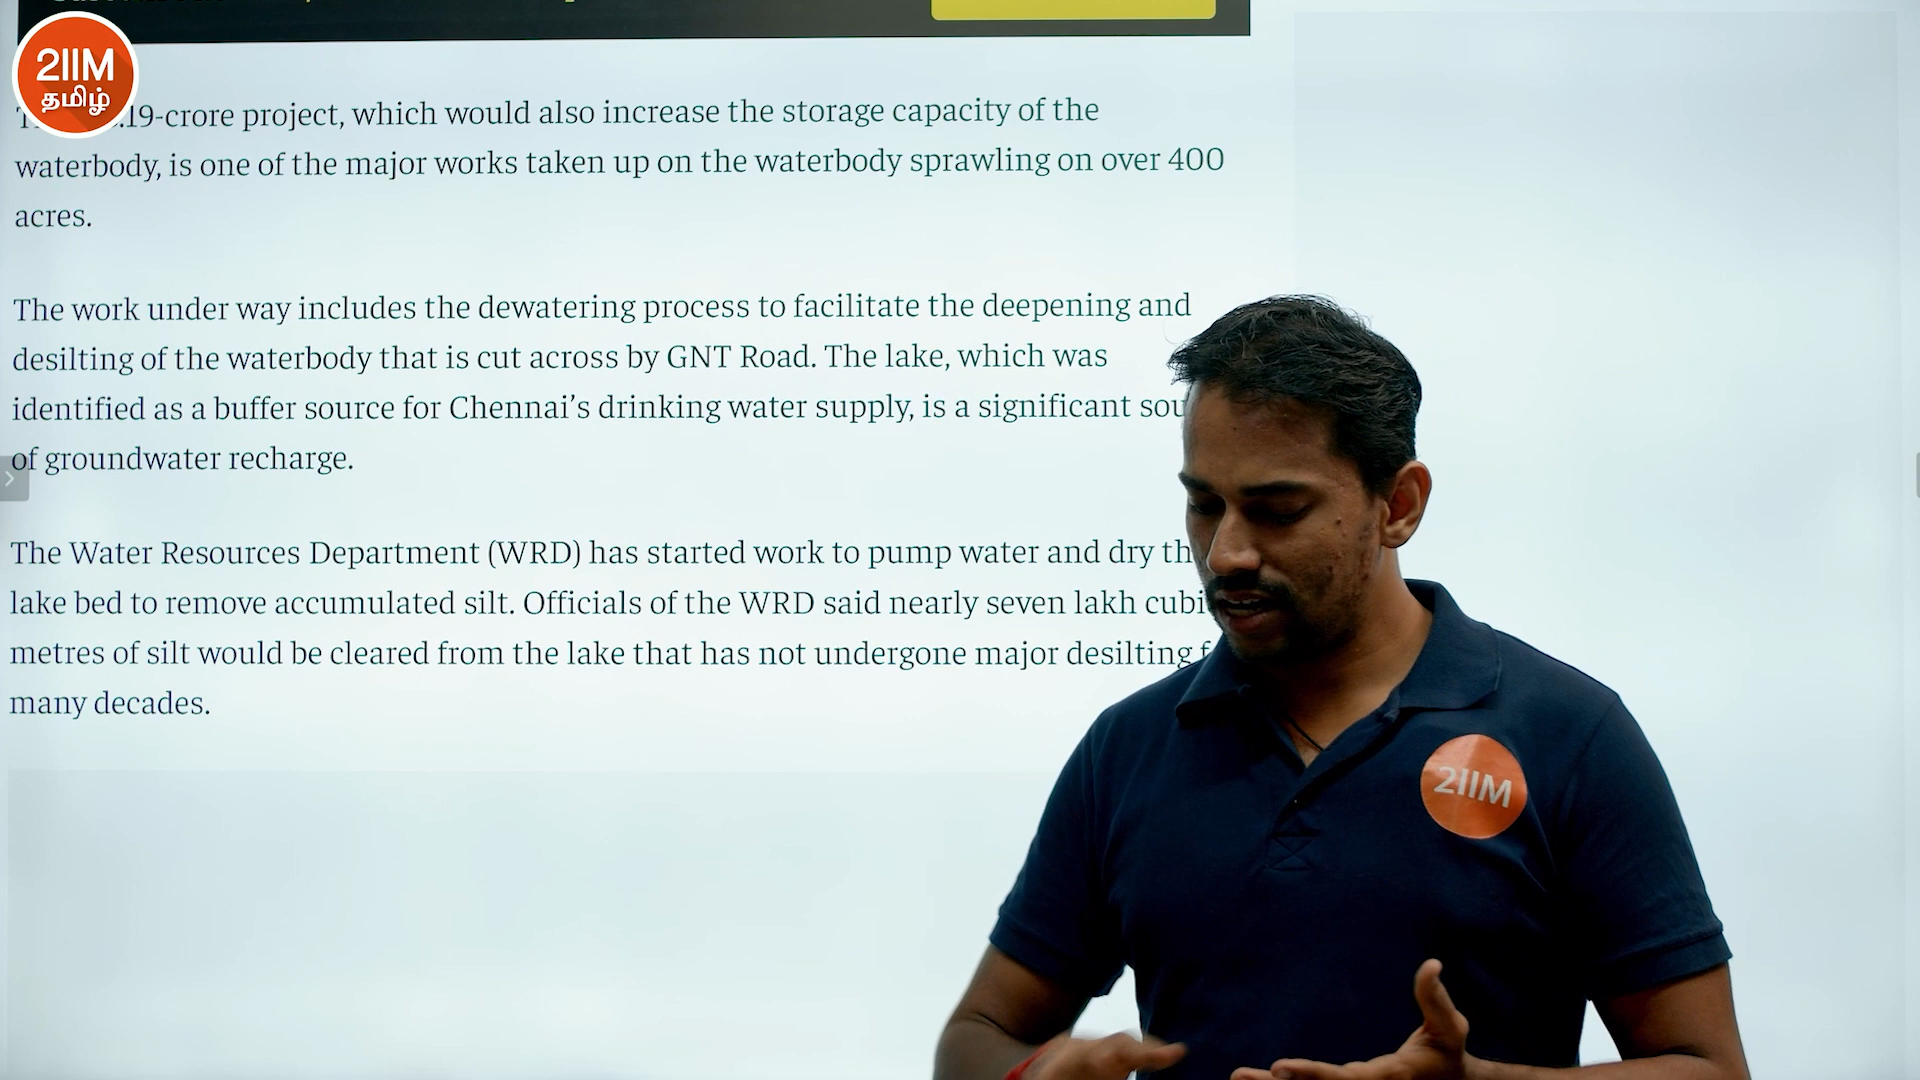 2IIM
தமிழ்
.19-crore project, which would also increase the storage capacity of the
waterbody, is one of the major works taken up on the waterbody sprawling on over 400
acres.
The work under way includes the dewatering process to facilitate the deepening and
desilting of the waterbody that is cut across by GNT Road. The lake, which was
identified as a buffer source for Chennai’s drinking water supply, is a significant sou
of groundwater recharge.
The Water Resources Department (WRD) has started work to pump water and dry th
lake bed to remove accumulated silt. Officials of the WRD said nearly seven lakh cubi
metres of silt would be cleared from the lake that has not undergone major desilting f
many decades.
2IIM